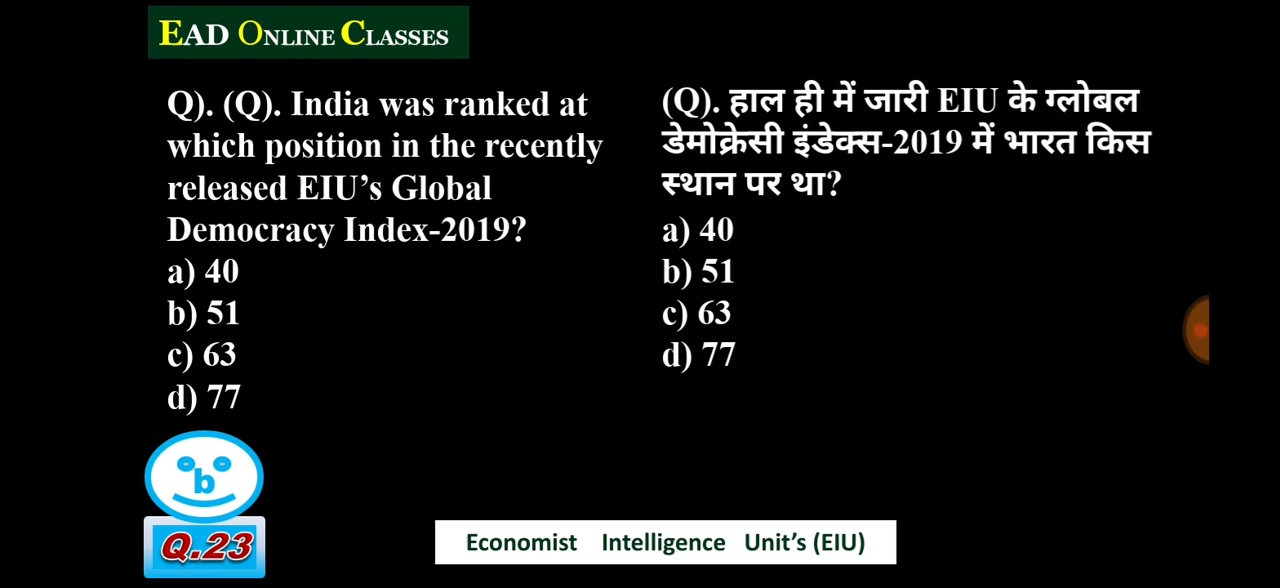 EAD ONLINE CLASSES
Q). (Q). India was ranked at
which position in the recently
released EIU’s Global
Democracy Index-2019?
a) 40
b) 51
c) 63
d) 77
(Q). हाल ही में जारी EIU के ग्लोबल
डेमोक्रेसी इंडेक्स-2019 में भारत किस
स्थान पर था?
a) 40
b) 51
c) 63
d) 77
b
Q.23
Economist Intelligence Unit’s (EIU)